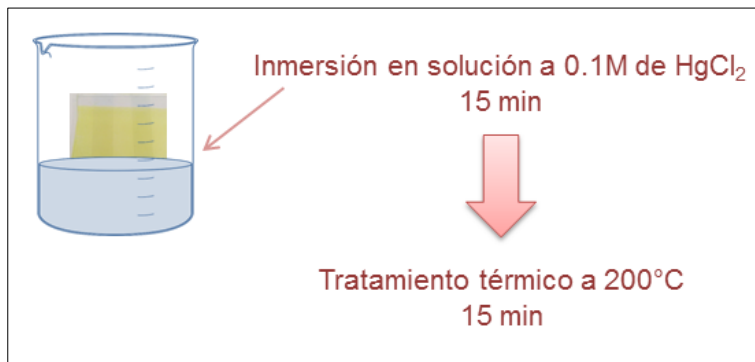 Inmersión en solución a 0.1M de HgCl₂
15 min
Tratamiento térmico a 200°C
15 min